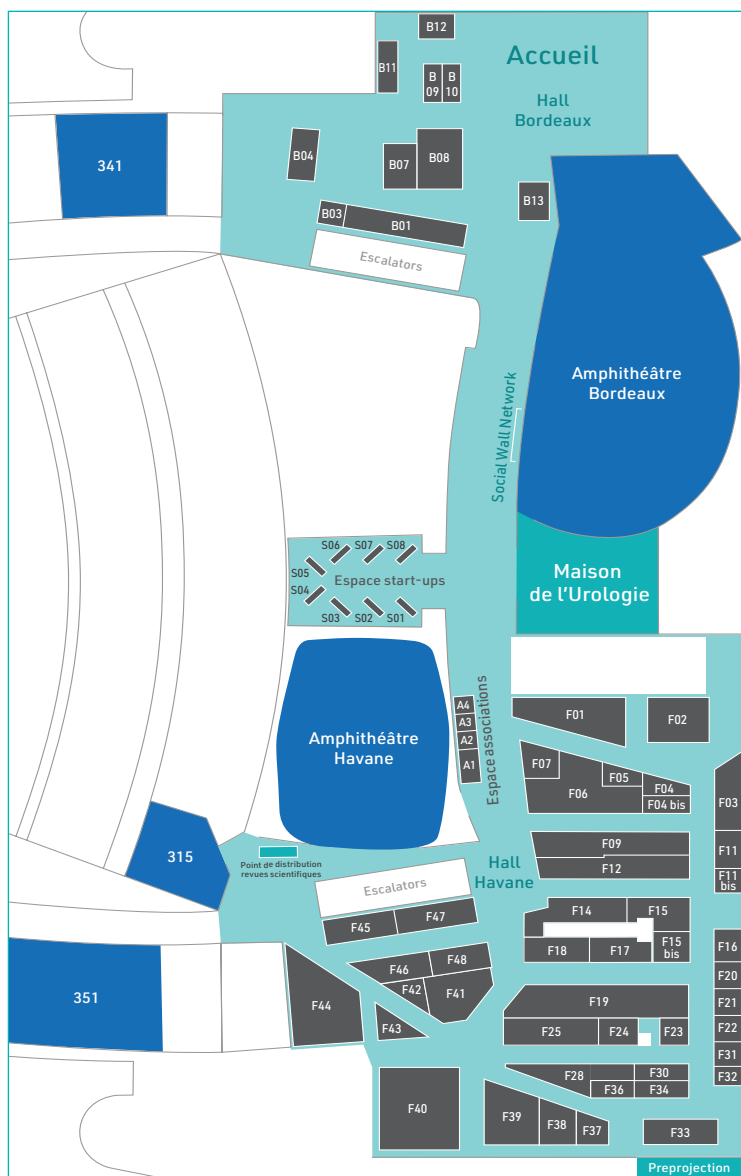 B12
Accueil
B11
B
09
B
10
Hall
Bordeaux
341
B04
B07
B08
B13
B03
B01
Escalators
Amphithéâtre
Bordeaux
Social Wall Network
S06
S07
S08
S05
Espace start-ups
S04
S03
S02
S01
Maison
de l'Urologie
Amphithéâtre
Havane
A4
A3
A2
A1
Espace associations
F01
F02
F07
F05
F06
F04
F04 bis
F03
F09
F12
F11
F11
bis
315
Point de distribution
revues scientifiques
Hall
Havane
Escalators
F45
F47
F14
F15
F18
F17
F15
bis
F16
F20
F21
F22
F31
F32
351
F44
F46
F48
F42
F41
F43
F19
F25
F24
F23
F28
F30
F36
F34
F40
F39
F38
F37
F33
Preprojection